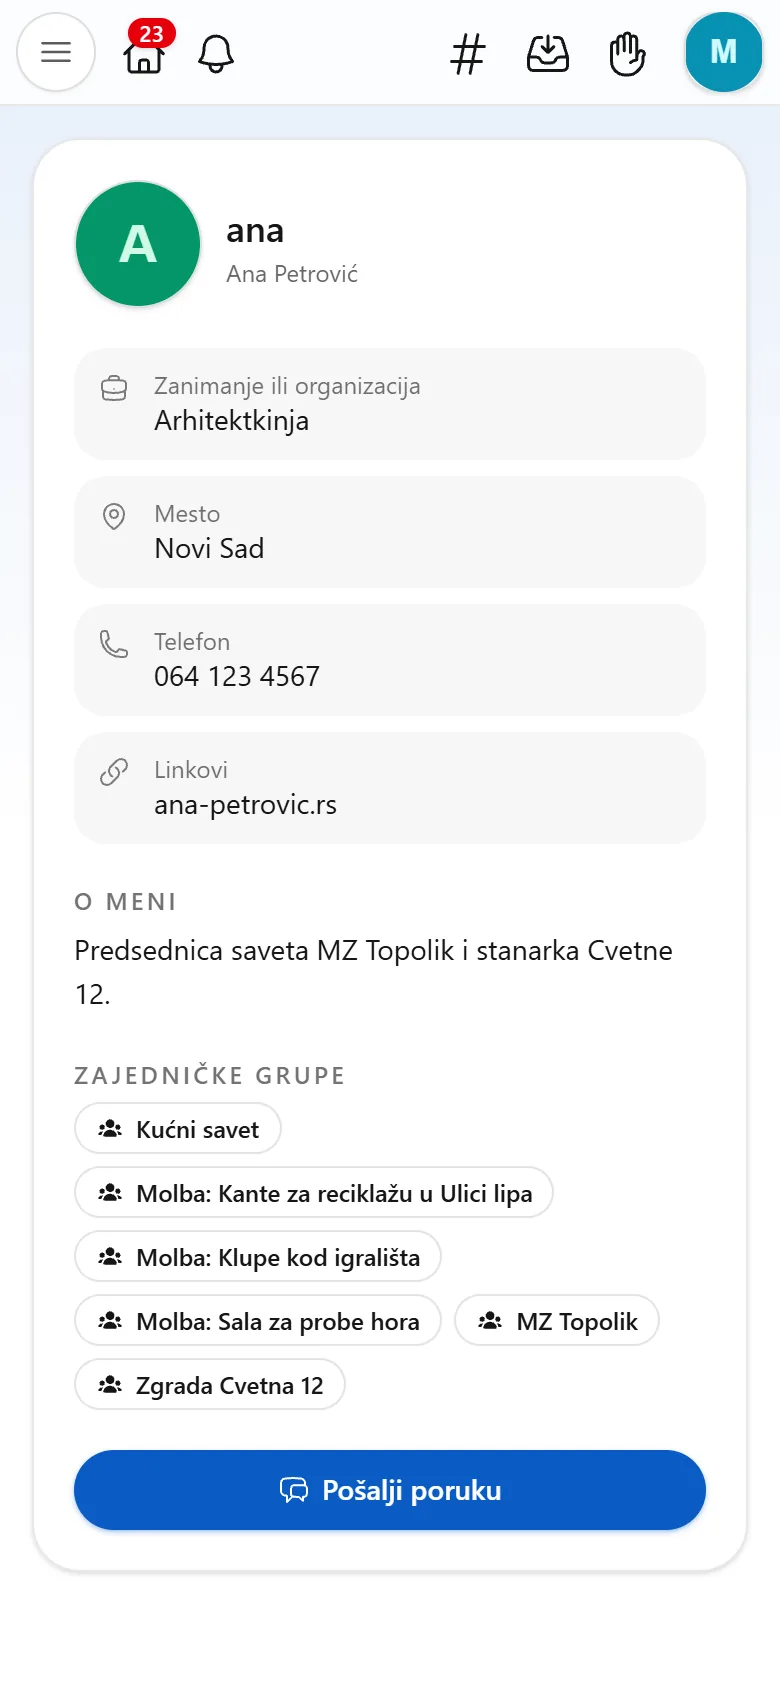 23
M
A
ana
Ana Petrović
Zanimanje ili organizacija
Arhitektkinja
Mesto
Novi Sad
Telefon
064 123 4567
Linkovi
ana-petrovic.rs
O MENI
Predsednica saveta MZ Topolik i stanarka Cvetne
12.
ZAJEDNIČKE GRUPE
Kućni savet
Molba: Kante za reciklažu u Ulici lipa
Molba: Klupe kod igrališta
Molba: Sala za probe hora
MZ Topolik
Zgrada Cvetna 12
Pošalji poruku